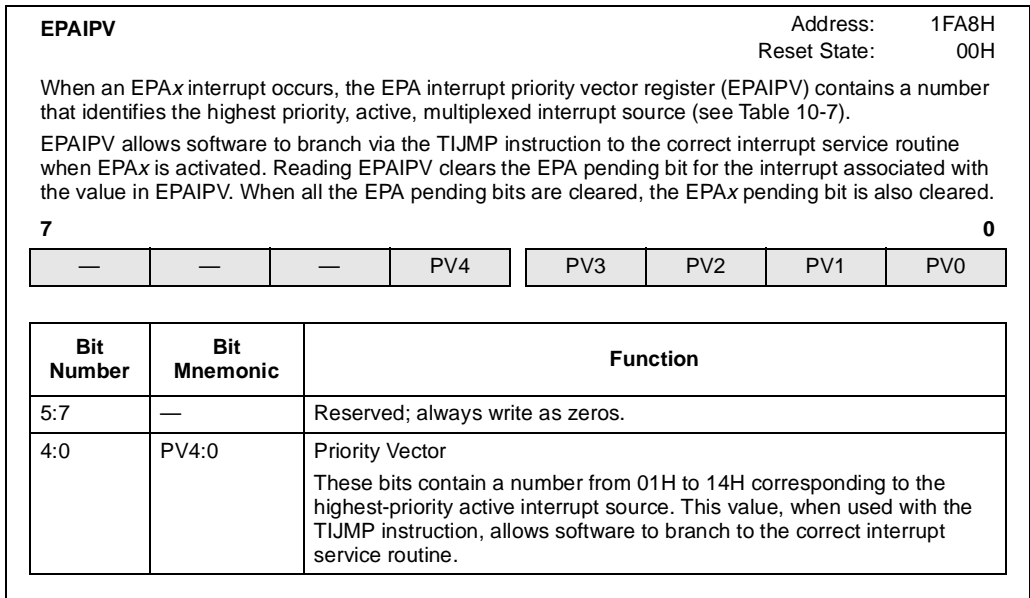 EPAIPV Address: 1FA8H
Reset State: 00H
When an EPAx interrupt occurs, the EPA interrupt priority vector register (EPAIPV) contains a number
that identifies the highest priority, active, multiplexed interrupt source (see Table 10-7).
EPAIPV allows software to branch via the TIJMP instruction to the correct interrupt service routine
when EPAx is activated. Reading EPAIPV clears the EPA pending bit for the interrupt associated with
the value in EPAIPV. When all the EPA pending bits are cleared, the EPAx pending bit is also cleared.
7 0
— — — PV4 PV3 PV2 PV1 PV0
Bit Number Bit Mnemonic Function
5:7 — Reserved; always write as zeros.
4:0 PV4:0 Priority Vector
These bits contain a number from 01H to 14H corresponding to the
highest-priority active interrupt source. This value, when used with the
TIJMP instruction, allows software to branch to the correct interrupt
service routine.